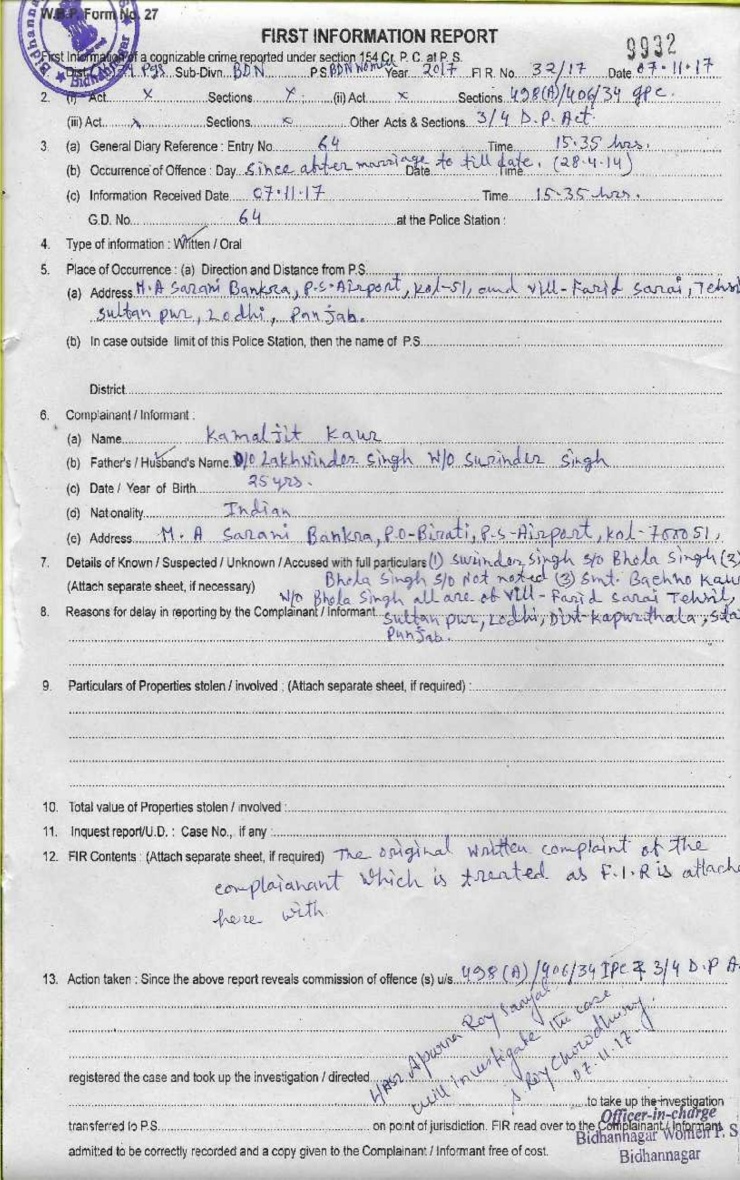 W.B.P. Form No. 27
FIRST INFORMATION REPORT
9932
First Information of a cognizable crime reported under section 154 Cr. P. C. at P. S.
Dist. Pgs Sub-Divn. BDN P.S BDN Women Year 2017 F I R. No. 32/17 Date 07.11.17
2. (i) Act X Sections X (ii) Act x Sections 498(A)/406/34 IPC.
(iii) Act x Sections x Other Acts & Sections 3/4 D.P. Act.
3. (a) General Diary Reference : Entry No. 64 Time 15.35 hrs.
(b) Occurrence of Offence : Day since after marriage to till date. (28.4.14) Date Time
(c) Information Received Date 07.11.17 Time 15-35 hrs.
G.D. No. 64 at the Police Station :
4. Type of information : Written / Oral
5. Place of Occurrence : (a) Direction and Distance from P.S.
(a) Address M.A Sarani Bankra, P.S-Airport, Kol-51, and vill-Farid Sarai, Tehsil
Sultan pur, Lodhi, Panjab.
(b) In case outside limit of this Police Station, then the name of P.S.
District
6. Complainant / Informant :
(a) Name Kamaljit Kaur
(b) Father's / Husband's Name D/o Lakhvinder Singh W/o Surinder Singh
(c) Date / Year of Birth 25 yrs.
(d) Nationality Indian
(e) Address M. A Sarani Bankra, P.O-Birati, P.S-Airport, Kol-700051,
7. Details of Known / Suspected / Unknown / Accused with full particulars (1) Surinder Singh S/o Bhola Singh (2)
(Attach separate sheet, if necessary) Bhola Singh S/o Not noted (3) Smt. Bachno Kaur
W/o Bhola Singh all are of Vill- Farid Sarai Tehsil,
8. Reasons for delay in reporting by the Complainant / Informant Sultan pur, Lodhi, Dist-Kapurthala, Sta
Punjab.
9. Particulars of Properties stolen / involved : (Attach separate sheet, if required) :
10. Total value of Properties stolen / involved :
11. Inquest report/U.D. : Case No., if any :
12. FIR Contents : (Attach separate sheet, if required) The original written complaint of the
complaianant which is treated as F.I.R is attache
here with
13. Action taken : Since the above report reveals commission of offence (s) u/s. 498 (A) /406/34 IPC & 3/4 D.P A
LASI Apurna Roy Sanyal
will investigate the case
S. Roy Chowdhury.
07.11.17
registered the case and took up the investigation / directed
to take up the investigation
transferred to P.S. on point of jurisdiction. FIR read over to the Complainant / Informant
admitted to be correctly recorded and a copy given to the Complainant / Informant free of cost.
Officer-in-charge
Bidhannagar Women P. S
Bidhannagar